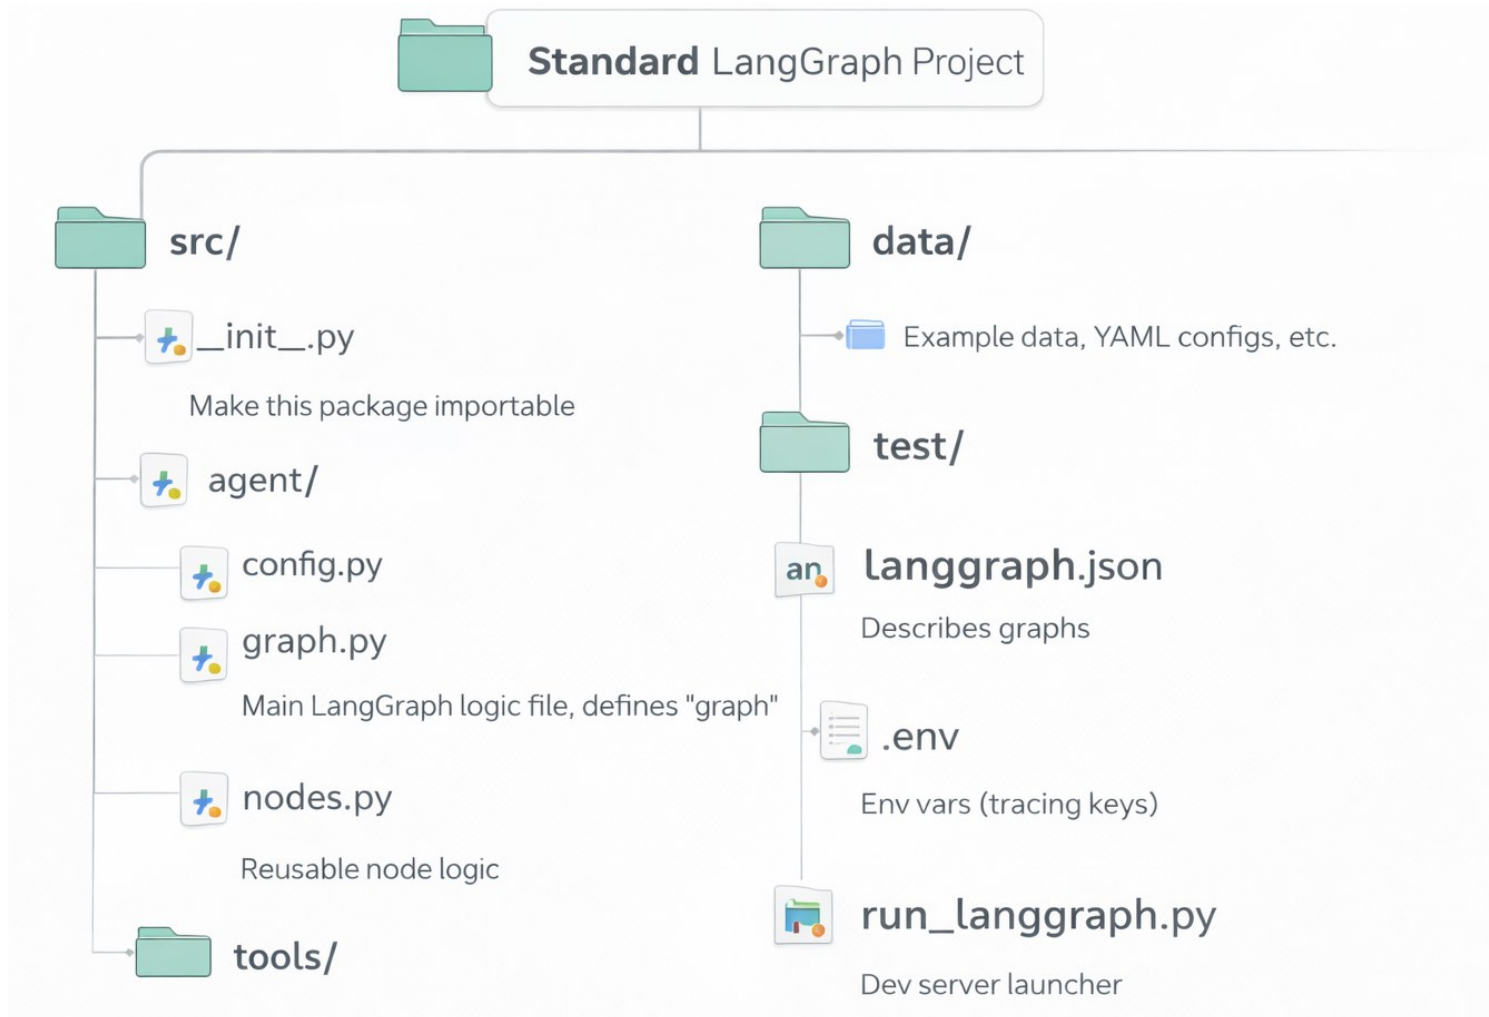 Standard LangGraph Project
src/
__init__.py
Make this package importable
agent/
config.py
graph.py
Main LangGraph logic file, defines "graph"
nodes.py
Reusable node logic
tools/
data/
Example data, YAML configs, etc.
test/
an
langgraph.json
Describes graphs
.env
Env vars (tracing keys)
run_langgraph.py
Dev server launcher